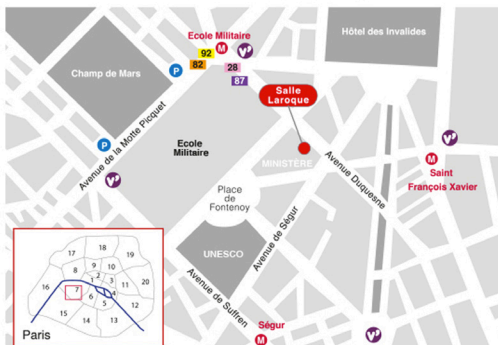 Ecole Militaire
M
Hôtel des Invalides
92
82
28
87
P
Champ de Mars
Salle
Laroque
P
Avenue de la Motte Picquet
Ecole
Militaire
MINISTÈRE
M
Saint
François Xavier
Avenue Duquesne
Place
de
Fontenoy
UNESCO
Avenue de Ségur
Avenue de Suffren
Ségur
M
18
17
19
8
9
10
2
1
3
11
20
16
7
4
6
5
12
15
14
13
Paris